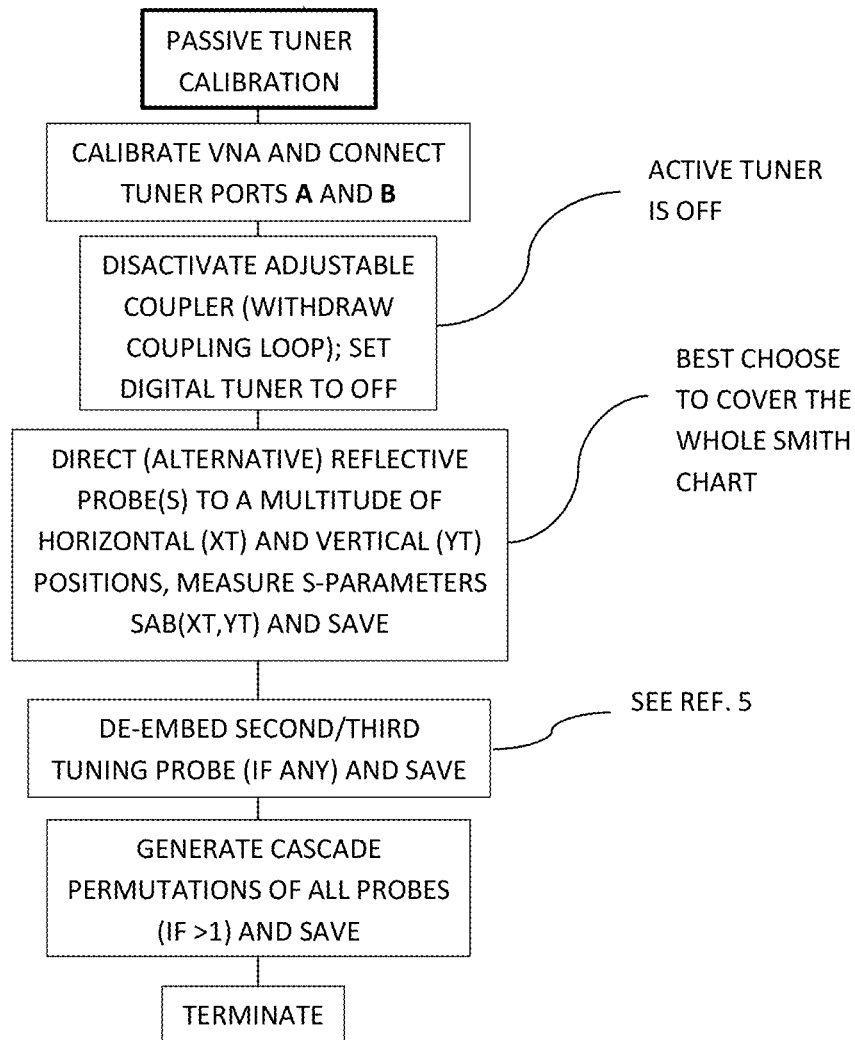 PASSIVE TUNER
CALIBRATION
CALIBRATE VNA AND CONNECT
TUNER PORTS A AND B
ACTIVE TUNER
IS OFF
DISACTIVATE ADJUSTABLE
COUPLER (WITHDRAW
COUPLING LOOP); SET
DIGITAL TUNER TO OFF
BEST CHOOSE
TO COVER THE
WHOLE SMITH
CHART
DIRECT (ALTERNATIVE) REFLECTIVE
PROBE(S) TO A MULTITUDE OF
HORIZONTAL (XT) AND VERTICAL (YT)
POSITIONS, MEASURE S-PARAMETERS
SAB(XT,YT) AND SAVE
SEE REF. 5
DE-EMBED SECOND/THIRD
TUNING PROBE (IF ANY) AND SAVE
GENERATE CASCADE
PERMUTATIONS OF ALL PROBES
(IF >1) AND SAVE
TERMINATE